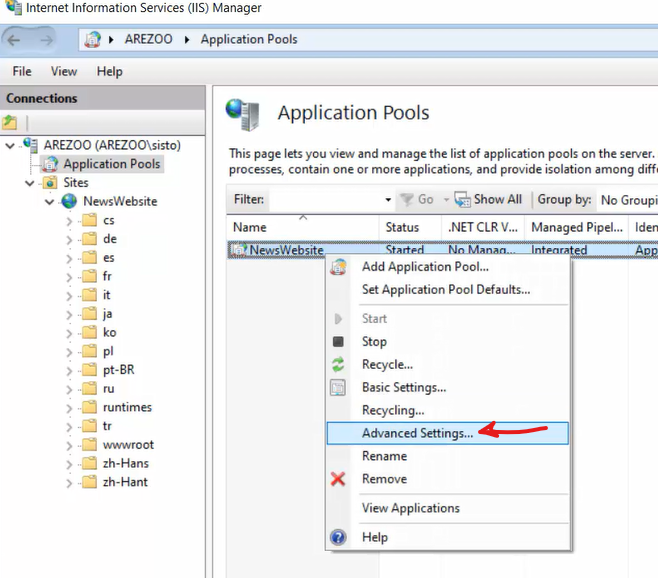 Internet Information Services (IIS) Manager
AREZOO
Application Pools
File View Help
Connections
AREZOO (AREZOO\sisto)
Application Pools
Sites
NewsWebsite
cs
de
es
fr
it
ja
ko
pl
pt-BR
ru
runtimes
tr
wwwroot
zh-Hans
zh-Hant
Application Pools
This page lets you view and manage the list of application pools on the server.
processes, contain one or more applications, and provide isolation among diffe
Filter: Go Show All Group by: No Groupi
Name Status .NET CLR V... Managed Pipel... Iden
NewsWebsite Started No Manag... Integrated App
Add Application Pool...
Set Application Pool Defaults...
Start
Stop
Recycle...
Basic Settings...
Recycling...
Advanced Settings...
Rename
Remove
View Applications
Help